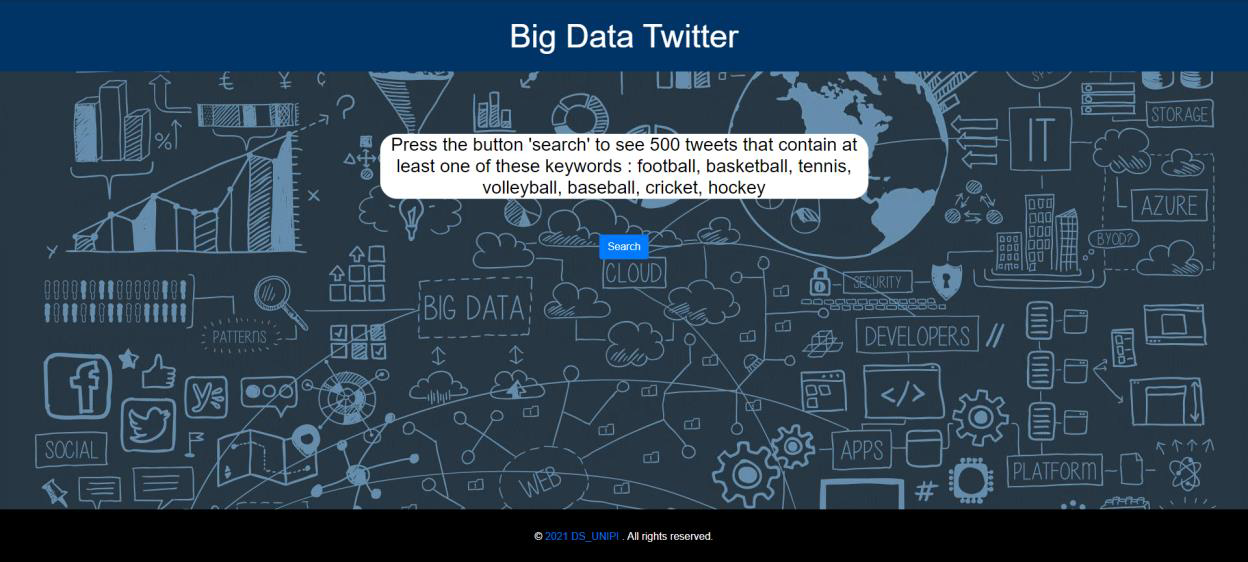 Big Data Twitter
€ ¥ ¢
% ?
IT
STORAGE
Press the button 'search' to see 500 tweets that contain at
least one of these keywords : football, basketball, tennis,
volleyball, baseball, cricket, hockey
x
y
AZURE
BYOD?
Search
CLOUD
SECURITY
BIG DATA
PATTERNS
DEVELOPERS //
</>
SOCIAL
APPS
PLATFORM
WEB
#
© 2021 DS_UNIPI . All rights reserved.